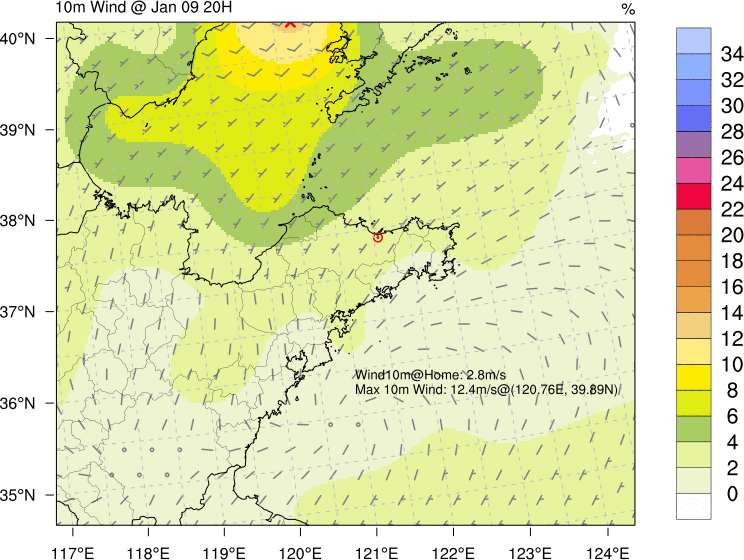 10m Wind @ Jan 09 20H
%
40°N
39°N
38°N
37°N
36°N
35°N
34
32
30
28
26
24
22
20
18
16
14
12
10
8
6
4
2
0
Wind10m@Home: 2.8m/s
Max 10m Wind: 12.4m/s@(120.76E, 39.89N)
117°E 118°E 119°E 120°E 121°E 122°E 123°E 124°E